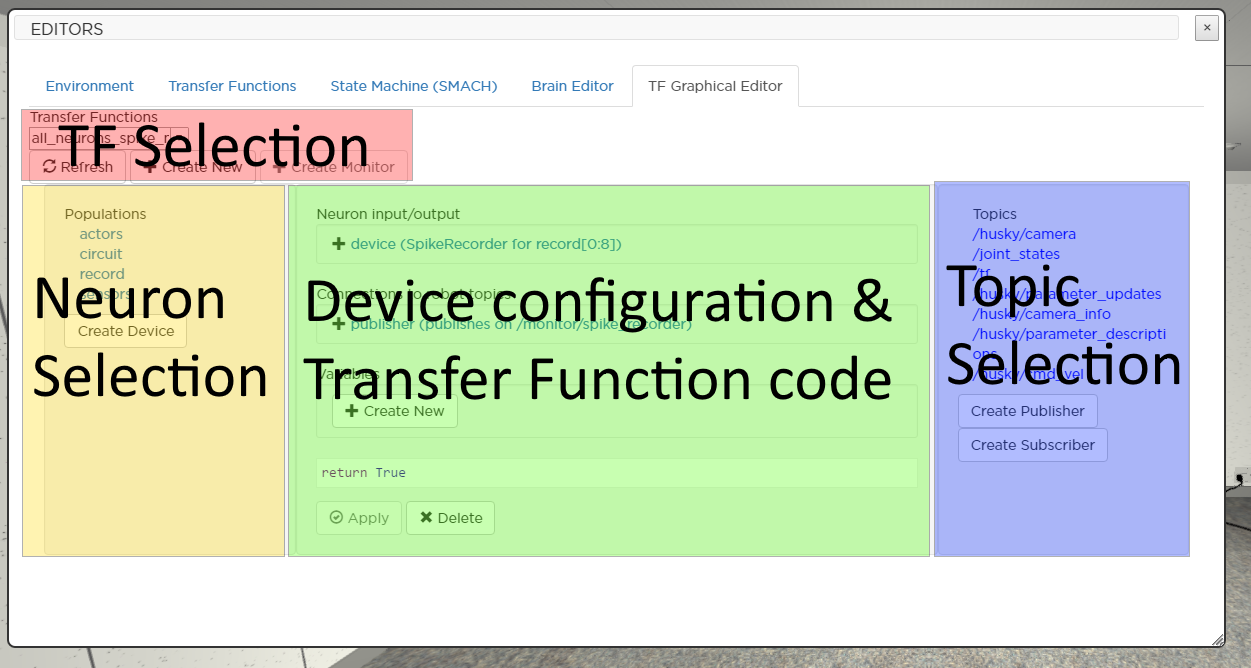 EDITORS
×
Environment Transfer Functions State Machine (SMACH) Brain Editor TF Graphical Editor
Transfer Functions
all_neurons_spike_r
TF Selection
Refresh Create New Create Monitor
Populations
actors
circuit
record
sensors
Create Device
Neuron
Selection
Neuron input/output
device (SpikeRecorder for record[0:8])
Connections to robot topics
publisher (publishes on /monitor/spike_recorder)
Variables
Create New
Device configuration &
Transfer Function code
return True
Apply Delete
Topics
/husky/camera
/joint_states
/tf
/husky/parameter_updates
/husky/camera_info
/husky/parameter_descripti
ons
/husky/cmd_vel
Topic
Selection
Create Publisher
Create Subscriber